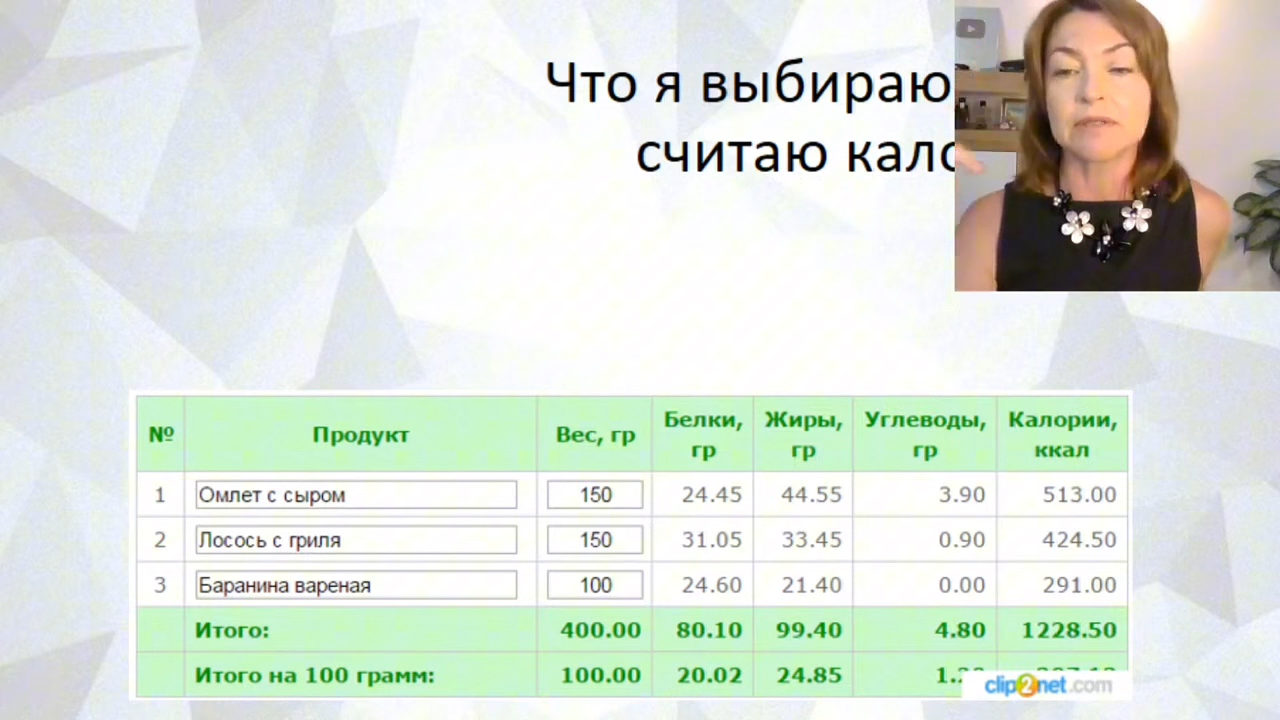 Что я выбираю
считаю кало
№ Продукт Вес, гр Белки, гр Жиры, гр Углеводы, гр Калории, ккал
1 Омлет с сыром 150 24.45 44.55 3.90 513.00
2 Лосось с гриля 150 31.05 33.45 0.90 424.50
3 Баранина вареная 100 24.60 21.40 0.00 291.00
Итого: 400.00 80.10 99.40 4.80 1228.50
Итого на 100 грамм: 100.00 20.02 24.85
clip2net.com